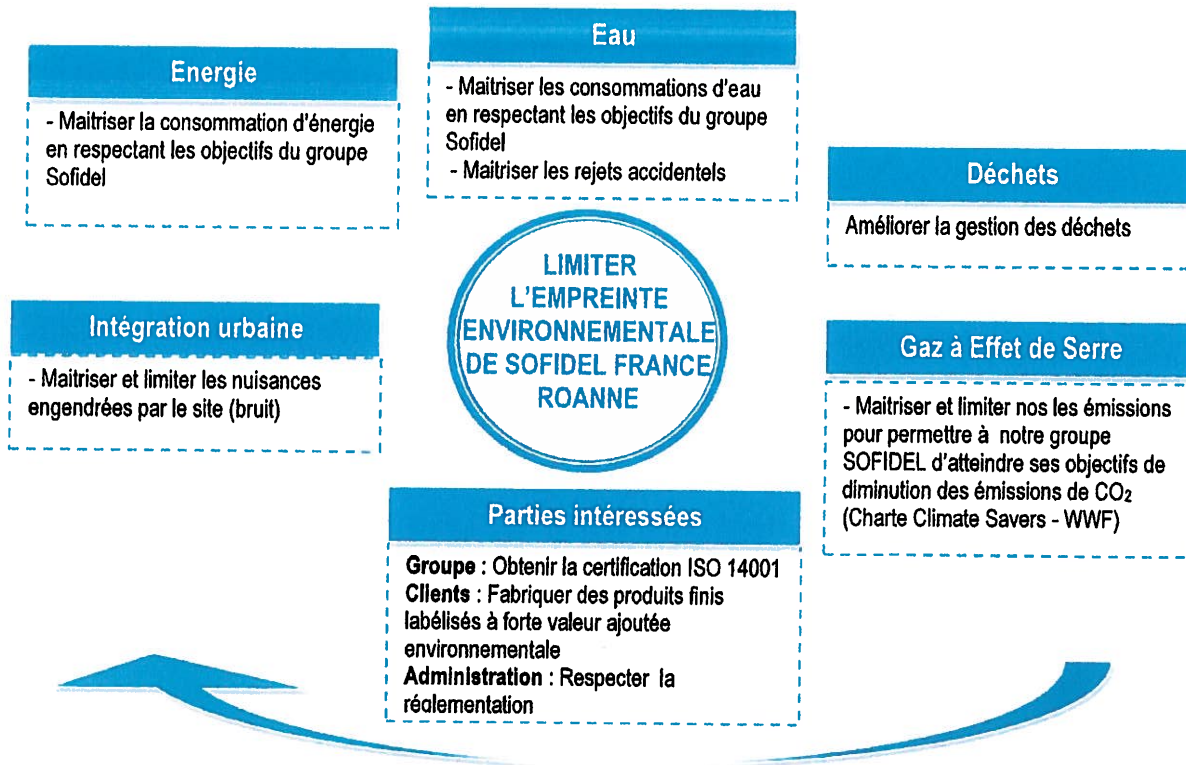 Eau
- Maitriser les consommations d'eau
en respectant les objectifs du groupe
Sofidel
- Maitriser les rejets accidentels
Energie
- Maitriser la consommation d'énergie
en respectant les objectifs du groupe
Sofidel
Déchets
Améliorer la gestion des déchets
LIMITER
L'EMPREINTE
ENVIRONNEMENTALE
DE SOFIDEL FRANCE
ROANNE
Intégration urbaine
- Maitriser et limiter les nuisances
engendrées par le site (bruit)
Gaz à Effet de Serre
- Maitriser et limiter nos les émissions
pour permettre à notre groupe
SOFIDEL d'atteindre ses objectifs de
diminution des émissions de CO₂
(Charte Climate Savers - WWF)
Parties intéressées
Groupe : Obtenir la certification ISO 14001
Clients : Fabriquer des produits finis
labélisés à forte valeur ajoutée
environnementale
Administration : Respecter la
réglementation